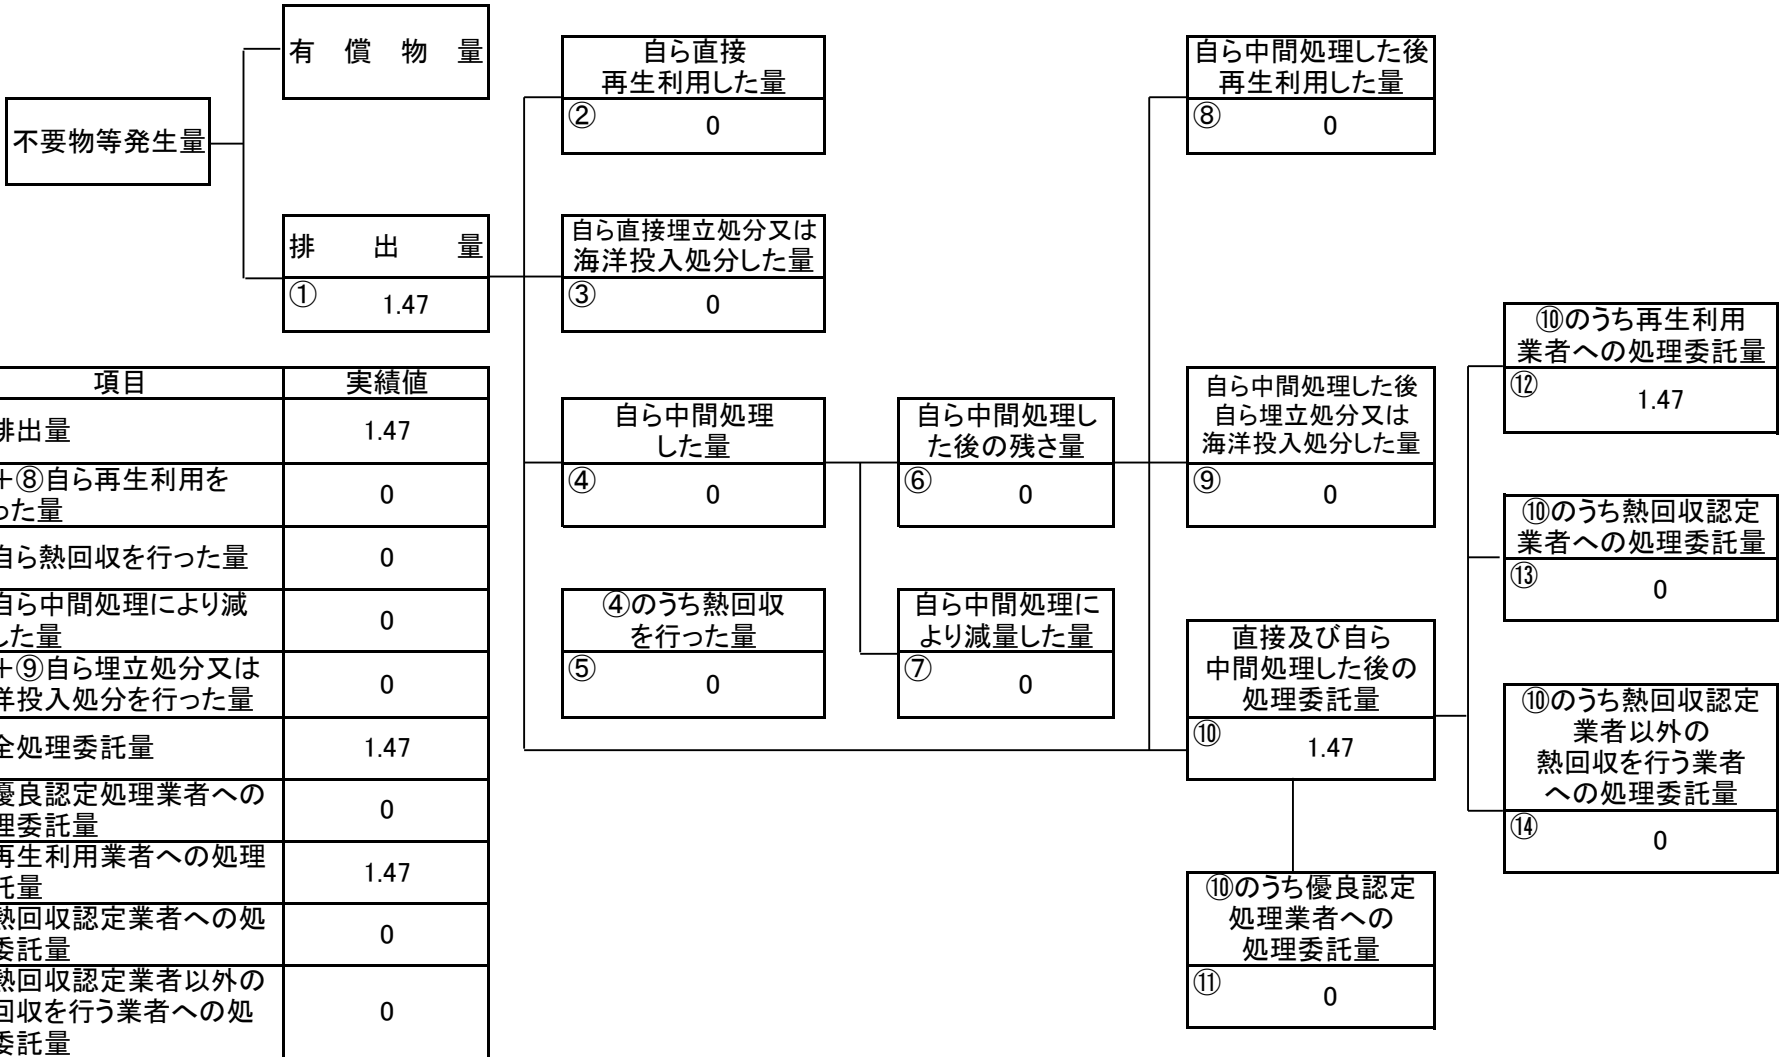 有償物量
不要物等発生量
排出量
① 1.47
自ら直接
再生利用した量
② 0
自ら直接埋立処分又は
海洋投入処分した量
③ 0
自ら中間処理
した量
④ 0
④のうち熱回収
を行った量
⑤ 0
自ら中間処理し
た後の残さ量
⑥ 0
自ら中間処理に
より減量した量
⑦ 0
自ら中間処理した後
再生利用した量
⑧ 0
自ら中間処理した後
自ら埋立処分又は
海洋投入処分した量
⑨ 0
直接及び自ら
中間処理した後の
処理委託量
⑩ 1.47
⑩のうち優良認定
処理業者への
処理委託量
⑪ 0
⑩のうち再生利用
業者への処理委託量
⑫ 1.47
⑩のうち熱回収認定
業者への処理委託量
⑬ 0
⑩のうち熱回収認定
業者以外の
熱回収を行う業者
への処理委託量
⑭ 0
項目 実績値
排出量 1.47
+⑧自ら再生利用を
った量 0
自ら熱回収を行った量 0
自ら中間処理により減
した量 0
+⑨自ら埋立処分又は
洋投入処分を行った量 0
全処理委託量 1.47
優良認定処理業者への
理委託量 0
再生利用業者への処理
託量 1.47
熱回収認定業者への処
委託量 0
熱回収認定業者以外の
回収を行う業者への処
委託量 0